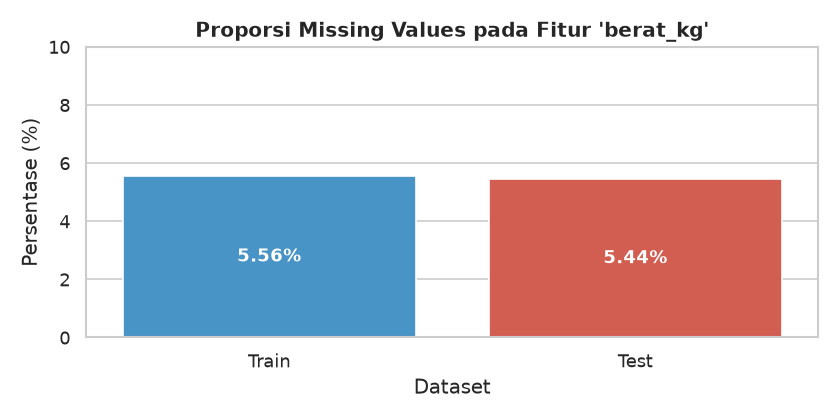 Proporsi Missing Values pada Fitur 'berat_kg'
Persentase (%)
10
8
6
4
2
0
5.56%
5.44%
Train
Test
Dataset